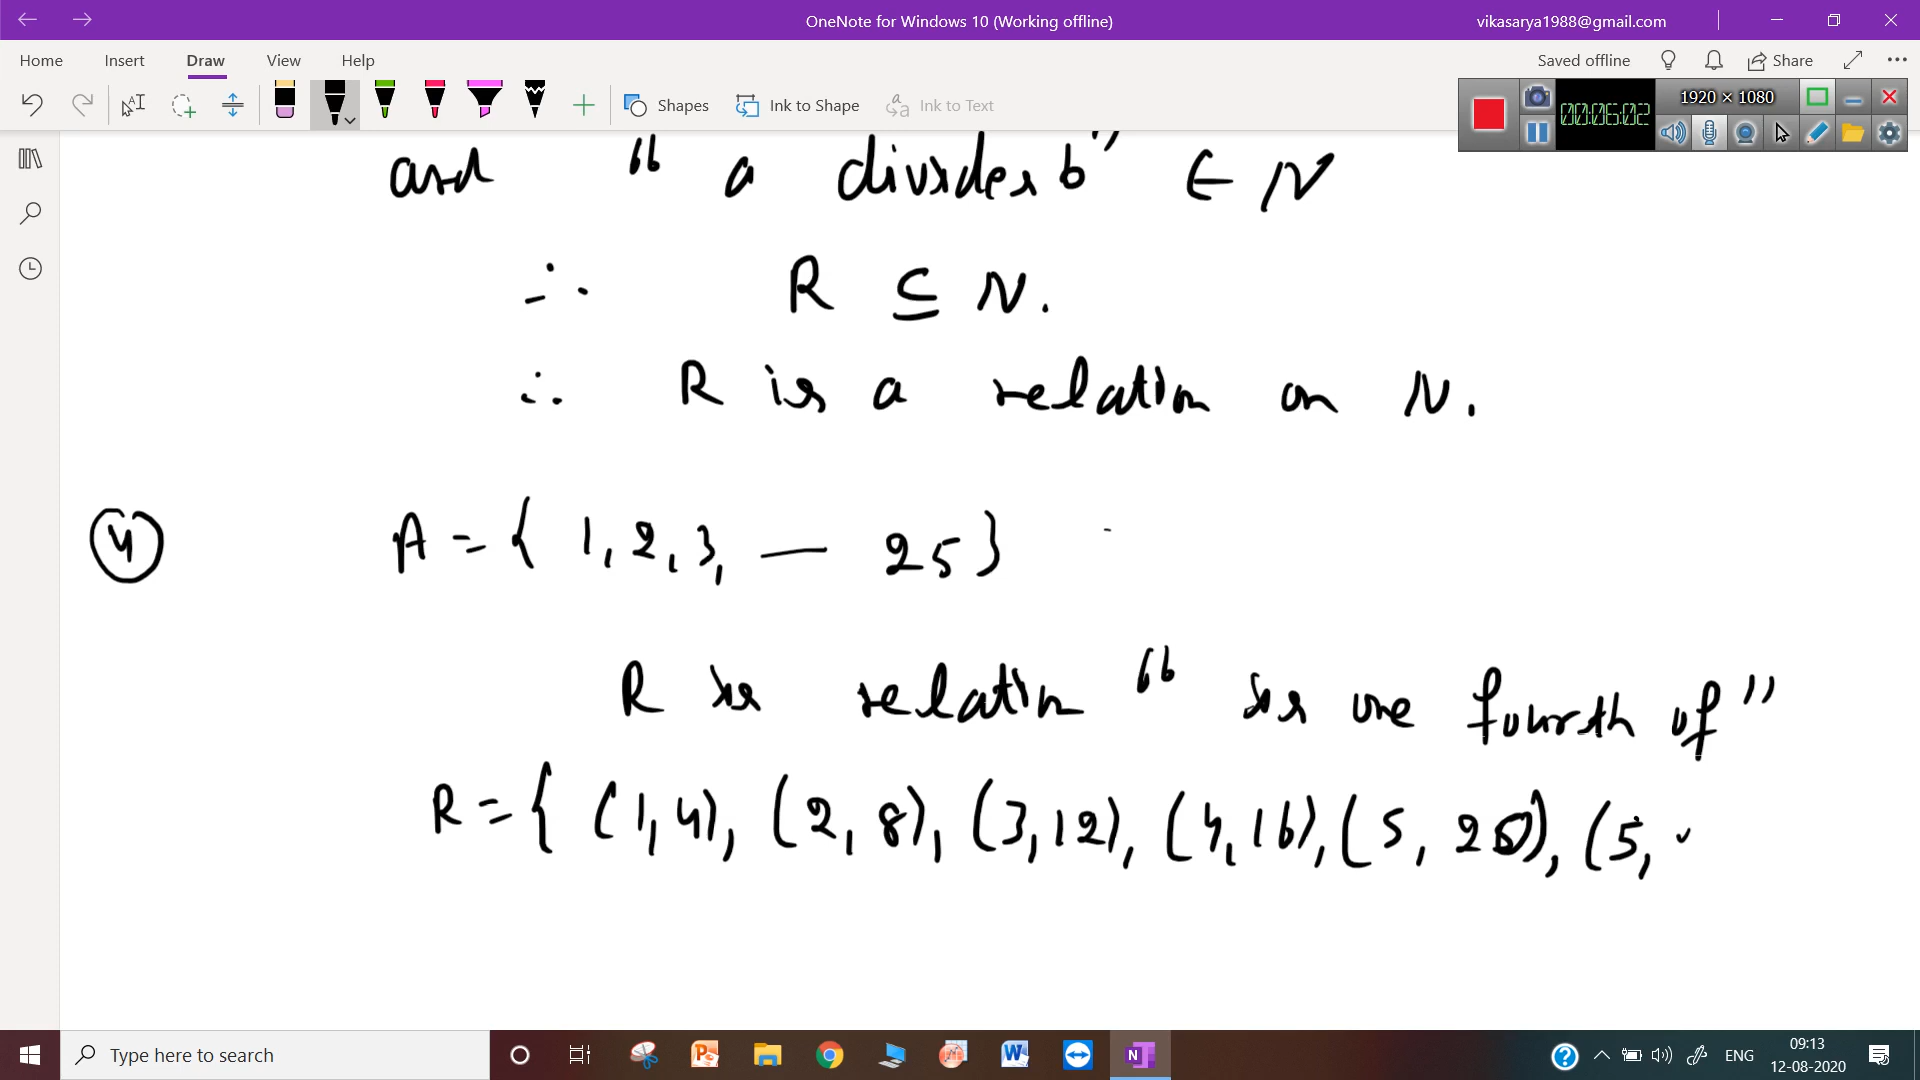 OneNote for Windows 10 (Working offline)
vikasarya1988@gmail.com
Home Insert Draw View Help
Saved offline
Share
Shapes Ink to Shape Ink to Text
1920 × 1080
00:06:02
and “ a divides b” ∈ N
∴ R ⊆ N.
∴ R is a relation on N.
4 A = { 1, 2, 3, — 25 }
R is relation “ is one fourth of ”
R = { (1, 4), (2, 8), (3, 12), (4, 16), (5, 20), (5,
Type here to search
ENG
09:13
12-08-2020